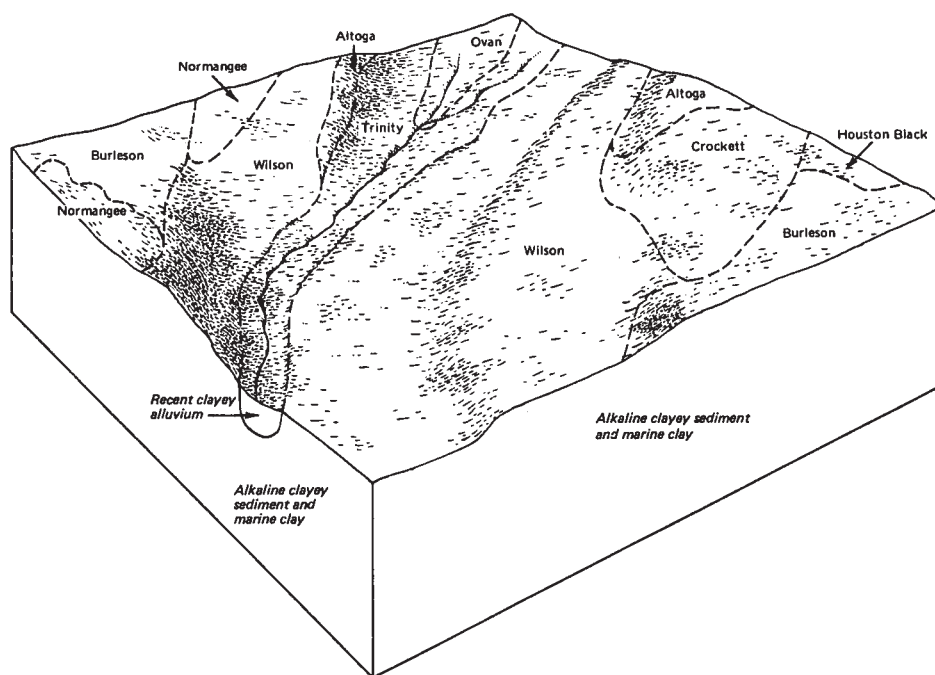 Altoga
Ovan
Normangee
Altoga
Trinity
Crockett
Houston Black
Burleson
Wilson
Normangee
Burleson
Wilson
Recent clayey
alluvium
Alkaline clayey sediment
and marine clay
Alkaline clayey
sediment and
marine clay